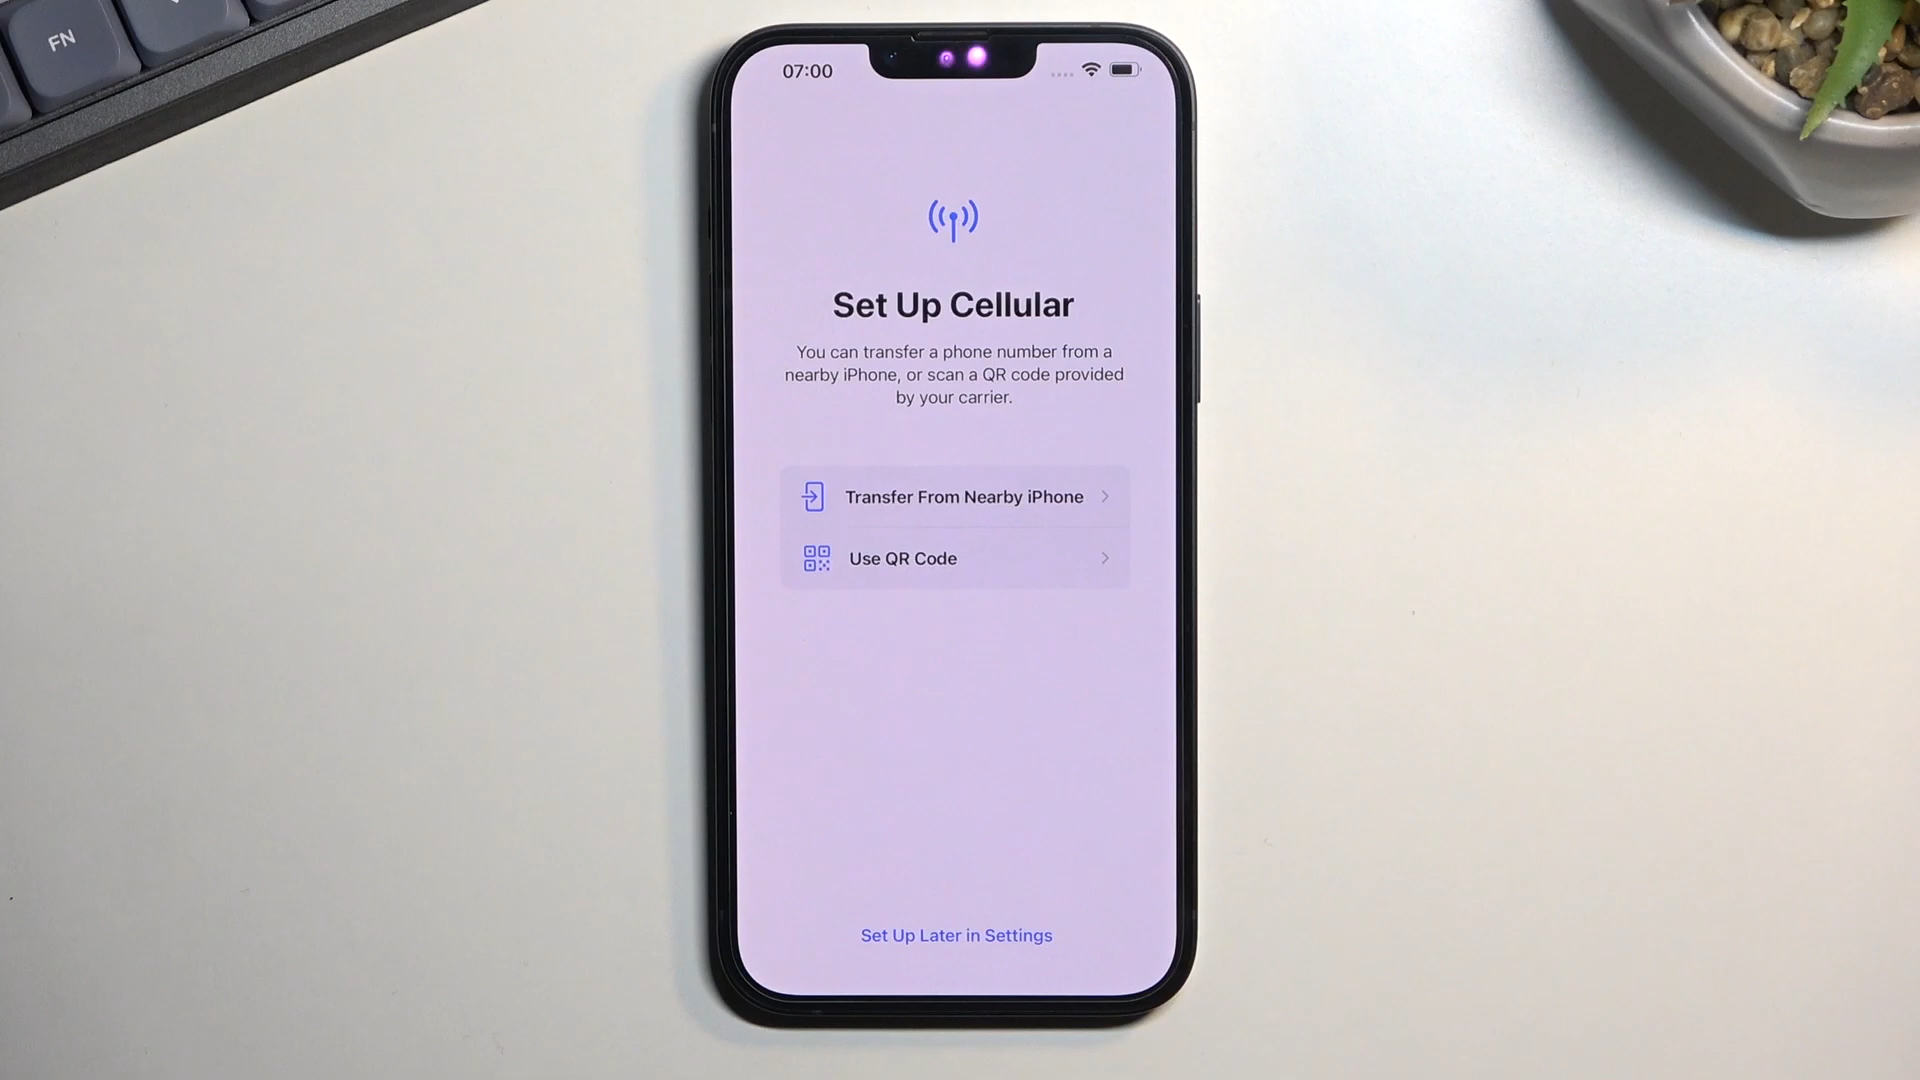 FN
07:00
Set Up Cellular
You can transfer a phone number from a
nearby iPhone, or scan a QR code provided
by your carrier.
Transfer From Nearby iPhone
Use QR Code
Set Up Later in Settings